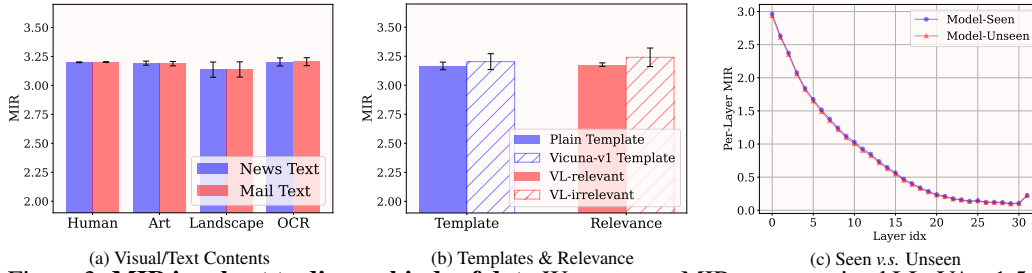 3.50
3.25
3.00
2.75
2.50
2.25
2.00
MIR
News Text
Mail Text
Human Art Landscape OCR
(a) Visual/Text Contents
3.50
3.25
3.00
2.75
2.50
2.25
2.00
MIR
Plain Template
Vicuna-v1 Template
VL-relevant
VL-irrelevant
Template Relevance
(b) Templates & Relevance
3.0
2.5
2.0
1.5
1.0
0.5
0.0
Per-Layer MIR
Model-Seen
Model-Unseen
0 5 10 15 20 25 30
Layer idx
(c) Seen v.s. Unseen